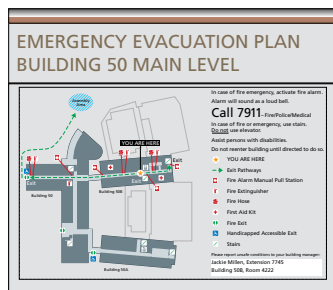 EMERGENCY EVACUATION PLAN
BUILDING 50 MAIN LEVEL
Assembly
Area
YOU ARE HERE
Exit
Exit
Exit
Exit
Building 50
Building 50B
Building 50A
In case of fire emergency, activate fire alarm.
Alarm will sound as a loud bell.
Call 7911–Fire/Police/Medical
In case of fire or emergency, use stairs.
Do not use elevator.
Assist persons with disabilities.
Do not reenter building until directed to do so.
YOU ARE HERE
Exit Pathways
Fire Alarm Manual Pull Station
Fire Extinguisher
Fire Hose
First Aid Kit
Fire Exit
Handicapped Accessible Exit
Stairs
Please report unsafe conditions to your building manager:
Jackie Millen, Extension 7745
Building 50B, Room 4222